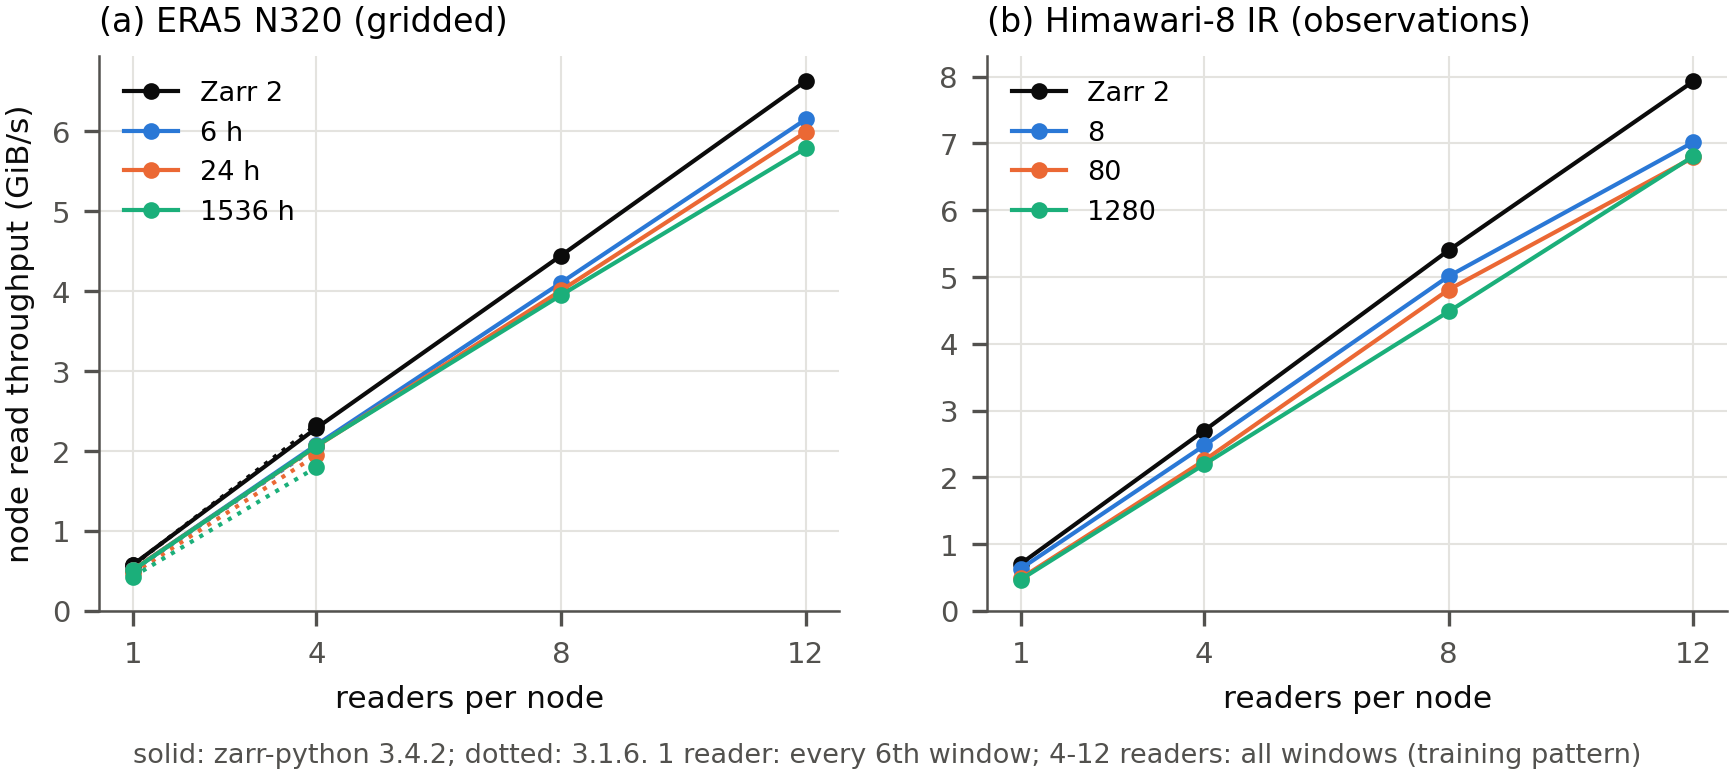 (a) ERA5 N320 (gridded)
node read throughput (GiB/s)
6
5
4
3
2
1
0
Zarr 2
6 h
24 h
1536 h
1
4
8
12
readers per node
(b) Himawari-8 IR (observations)
8
7
6
5
4
3
2
1
0
Zarr 2
8
80
1280
1
4
8
12
readers per node
solid: zarr-python 3.4.2; dotted: 3.1.6. 1 reader: every 6th window; 4-12 readers: all windows (training pattern)